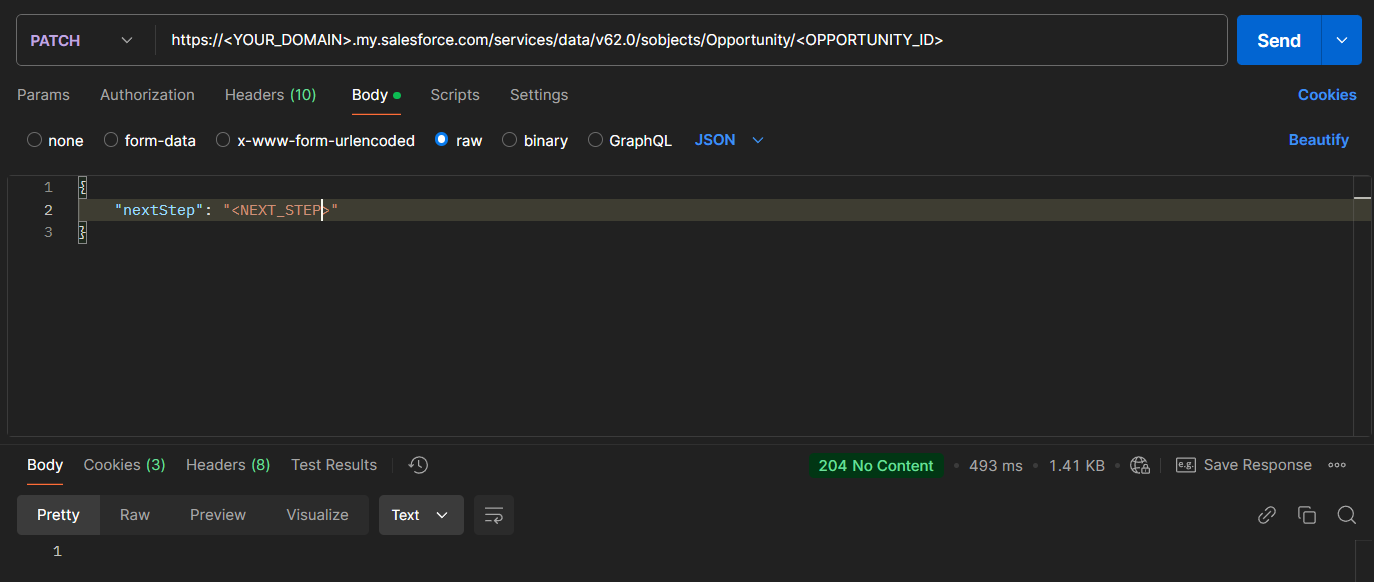 PATCH https://<YOUR_DOMAIN>.my.salesforce.com/services/data/v62.0/sobjects/Opportunity/<OPPORTUNITY_ID> Send
Params Authorization Headers (10) Body Scripts Settings Cookies
none form-data x-www-form-urlencoded raw binary GraphQL JSON Beautify
1 {
2 "nextStep": "<NEXT_STEP>"
3 }
Body Cookies (3) Headers (8) Test Results 204 No Content 493 ms 1.41 KB e.g. Save Response
Pretty Raw Preview Visualize Text
1